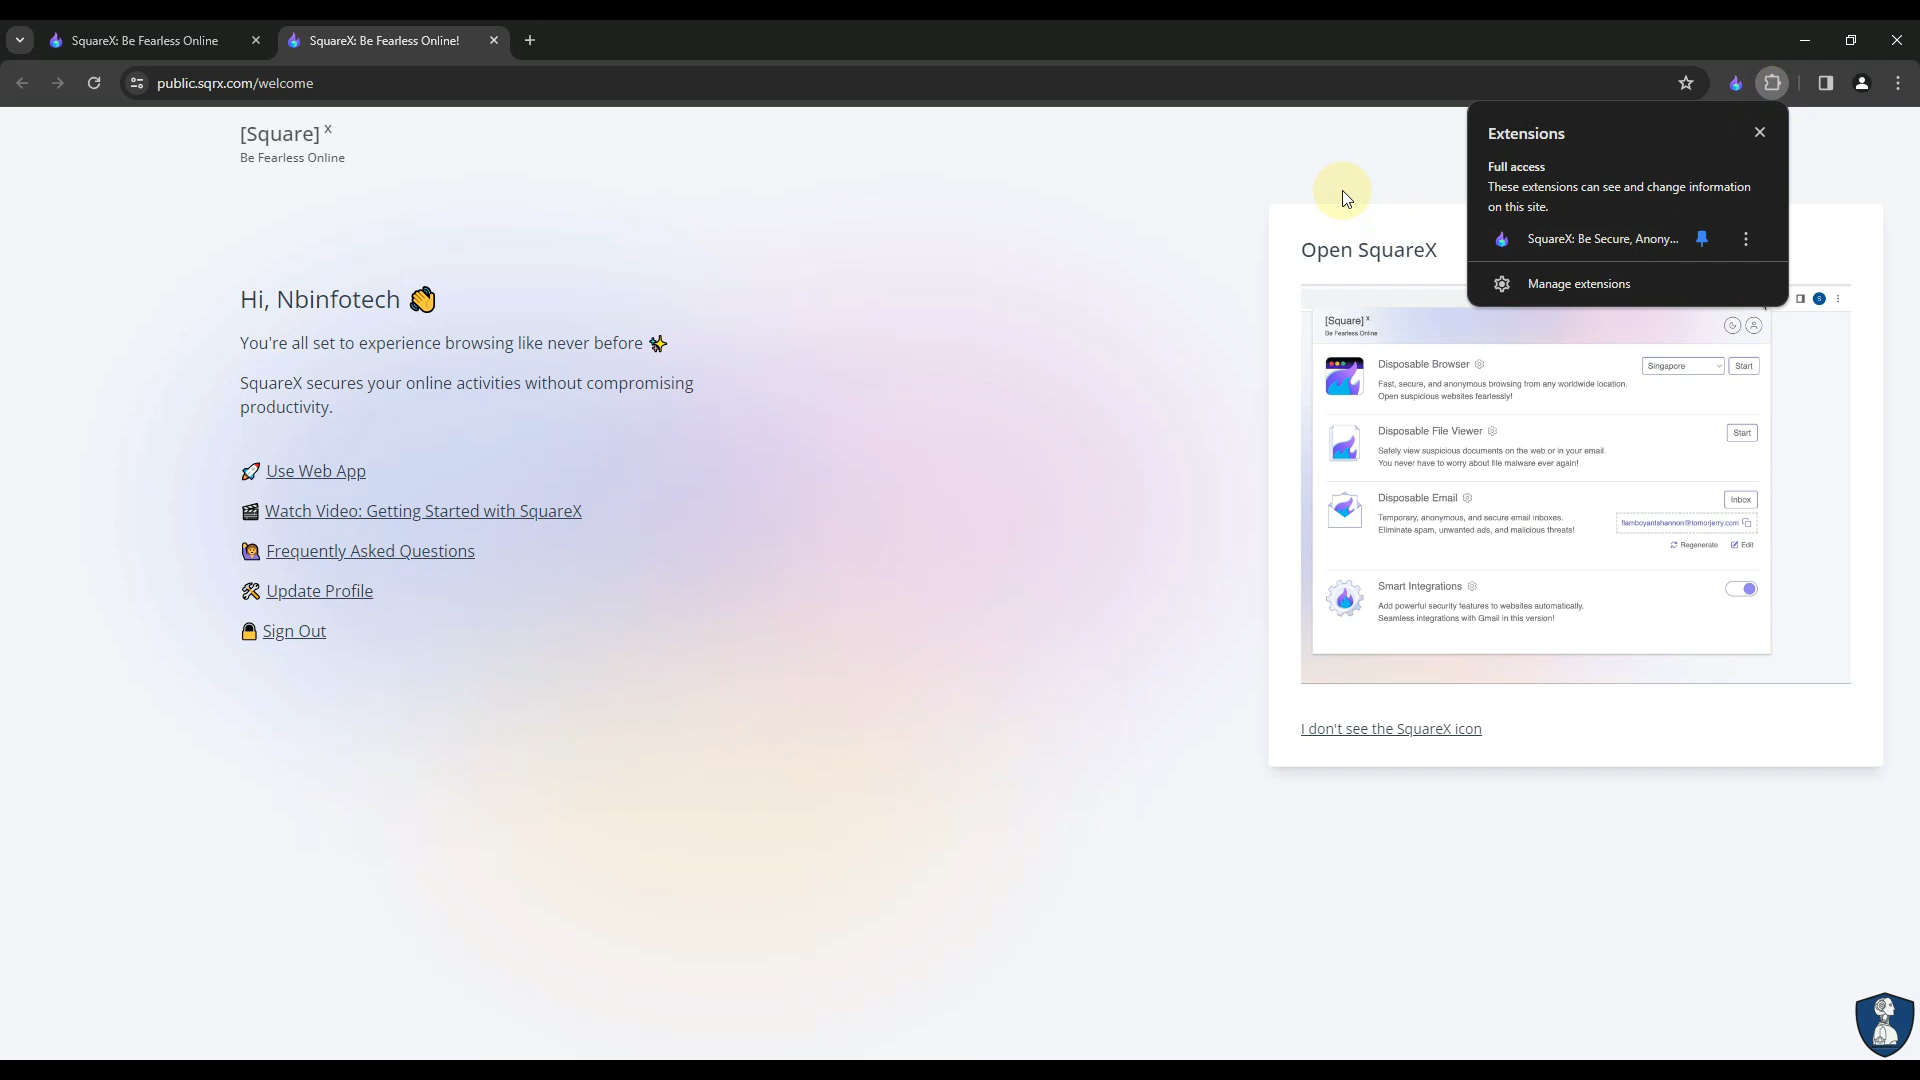 SquareX: Be Fearless Online
SquareX: Be Fearless Online!
public.sqrx.com/welcome
[Square] x
Be Fearless Online
Hi, Nbinfotech 👋
You're all set to experience browsing like never before ✨
SquareX secures your online activities without compromising
productivity.
🚀 Use Web App
🎬 Watch Video: Getting Started with SquareX
🙋 Frequently Asked Questions
🛠 Update Profile
🔒 Sign Out
Extensions
Full access
These extensions can see and change information
on this site.
SquareX: Be Secure, Anony...
Manage extensions
Open SquareX
S
[Square] x
Be Fearless Online
Disposable Browser
Singapore
Start
Fast, secure, and anonymous browsing from any worldwide location.
Open suspicious websites fearlessly!
Disposable File Viewer
Start
Safely view suspicious documents on the web or in your email.
You never have to worry about file malware ever again!
Disposable Email
Inbox
Temporary, anonymous, and secure email inboxes.
Eliminate spam, unwanted ads, and malicious threats!
flamboyantshannon@tomorjerry.com
Regenerate
Edit
Smart Integrations
Add powerful security features to websites automatically.
Seamless integrations with Gmail in this version!
I don't see the SquareX icon